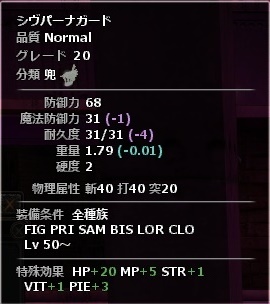 シヴパーナガード
品質 Normal
グレード 20
分類 兜
防御力 68
魔法防御力 31 (-1)
耐久度 31/31 (-4)
重量 1.79 (-0.01)
硬度 2
物理属性 斬40 打40 突20
装備条件 全種族
FIG PRI SAM BIS LOR CLO
Lv 50～
特殊効果 HP+20 MP+5 STR+1
VIT+1 PIE+3